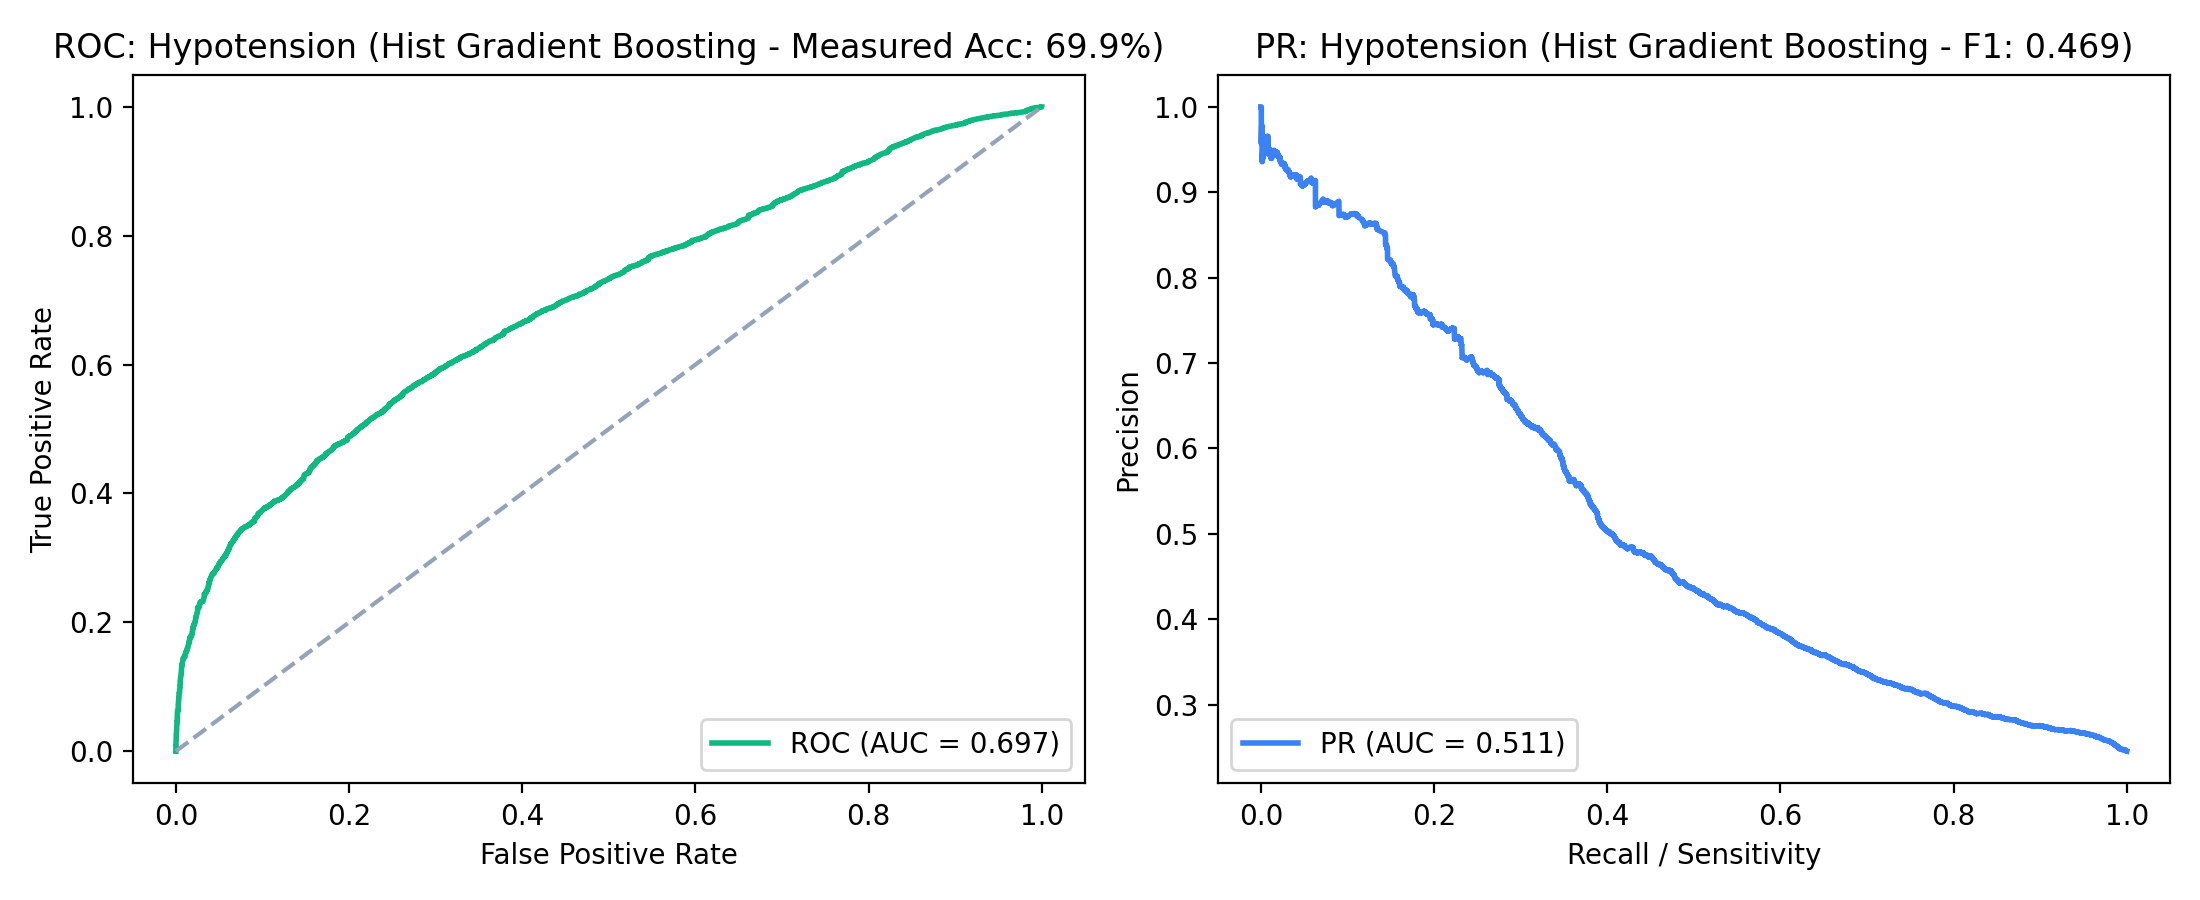 ROC: Hypotension (Hist Gradient Boosting - Measured Acc: 69.9%)
True Positive Rate
1.0
0.8
0.6
0.4
0.2
0.0
0.0 0.2 0.4 0.6 0.8 1.0
False Positive Rate
ROC (AUC = 0.697)
PR: Hypotension (Hist Gradient Boosting - F1: 0.469)
Precision
1.0
0.9
0.8
0.7
0.6
0.5
0.4
0.3
0.0 0.2 0.4 0.6 0.8 1.0
Recall / Sensitivity
PR (AUC = 0.511)